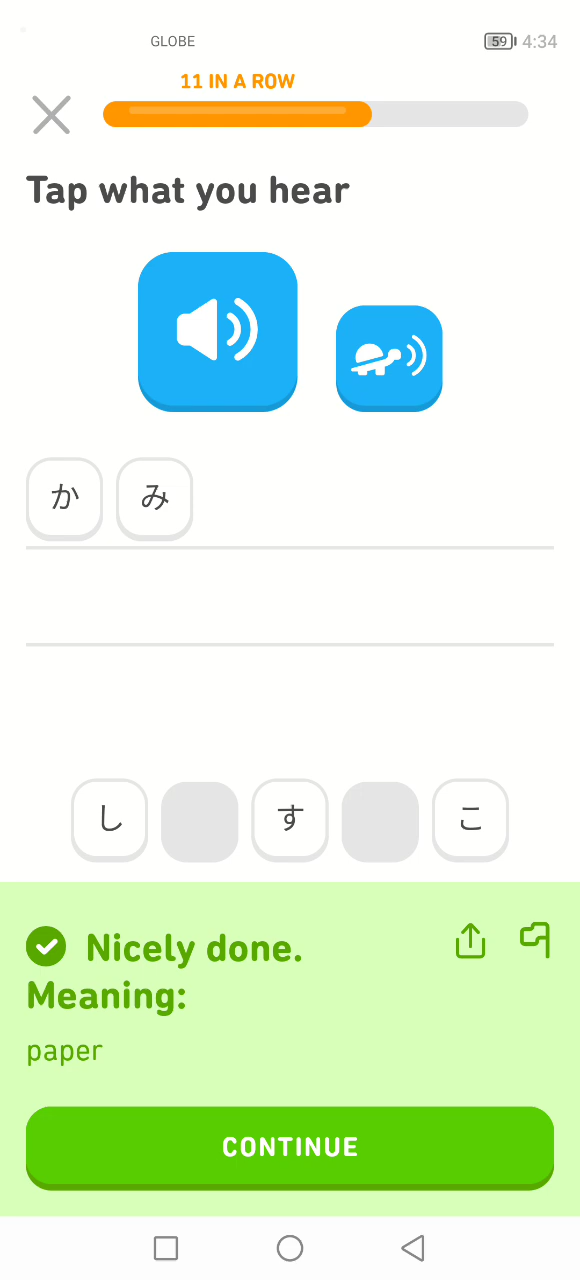 GLOBE 59 4:34
11 IN A ROW
Tap what you hear
か み
し す こ
Nicely done.
Meaning:
paper
CONTINUE